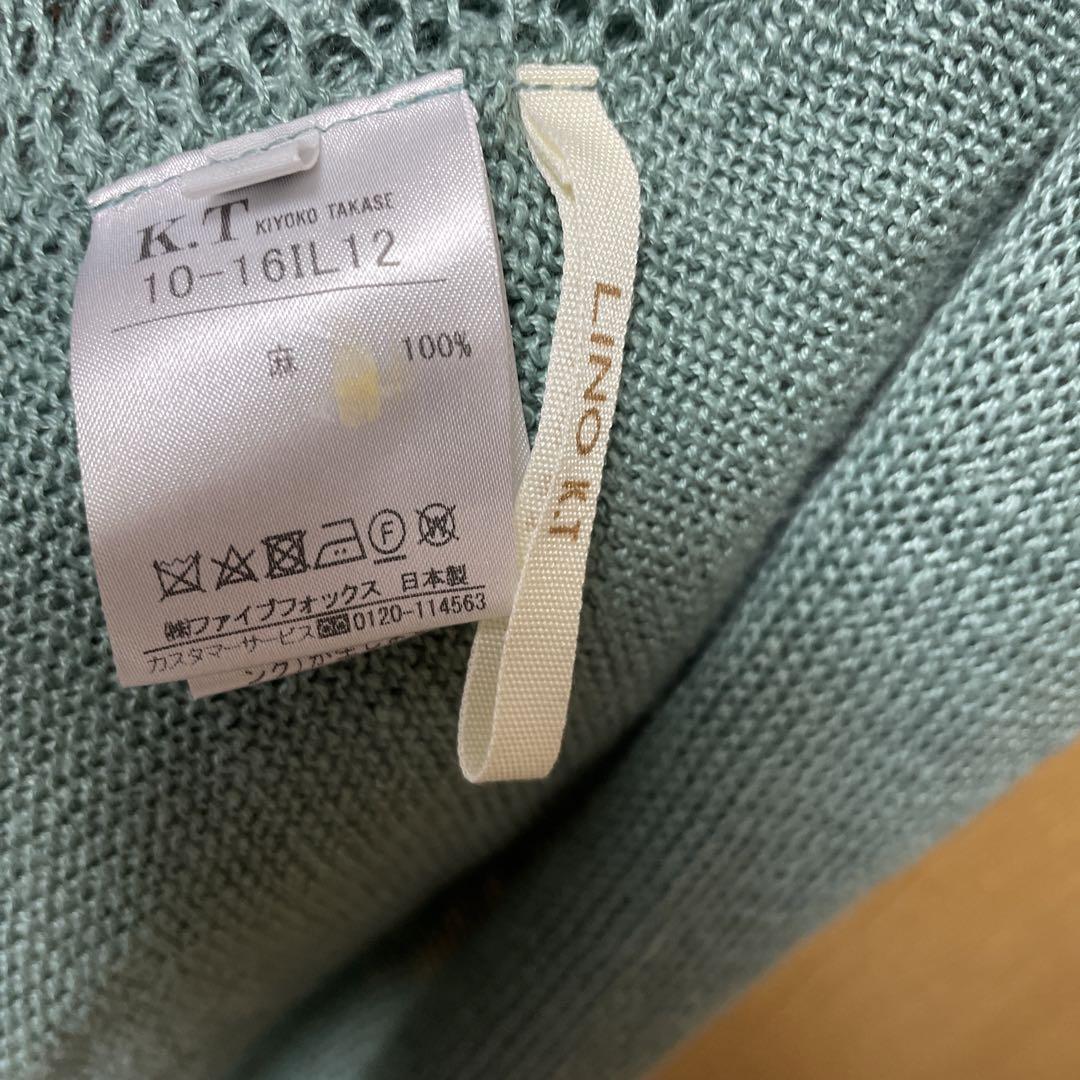 K.T KIYOKO TAKASE
10-16IL12
麻 100%
F W
㈱ファイブフォックス 日本製
カスタマーサービス 0120-114563
LINO K.T